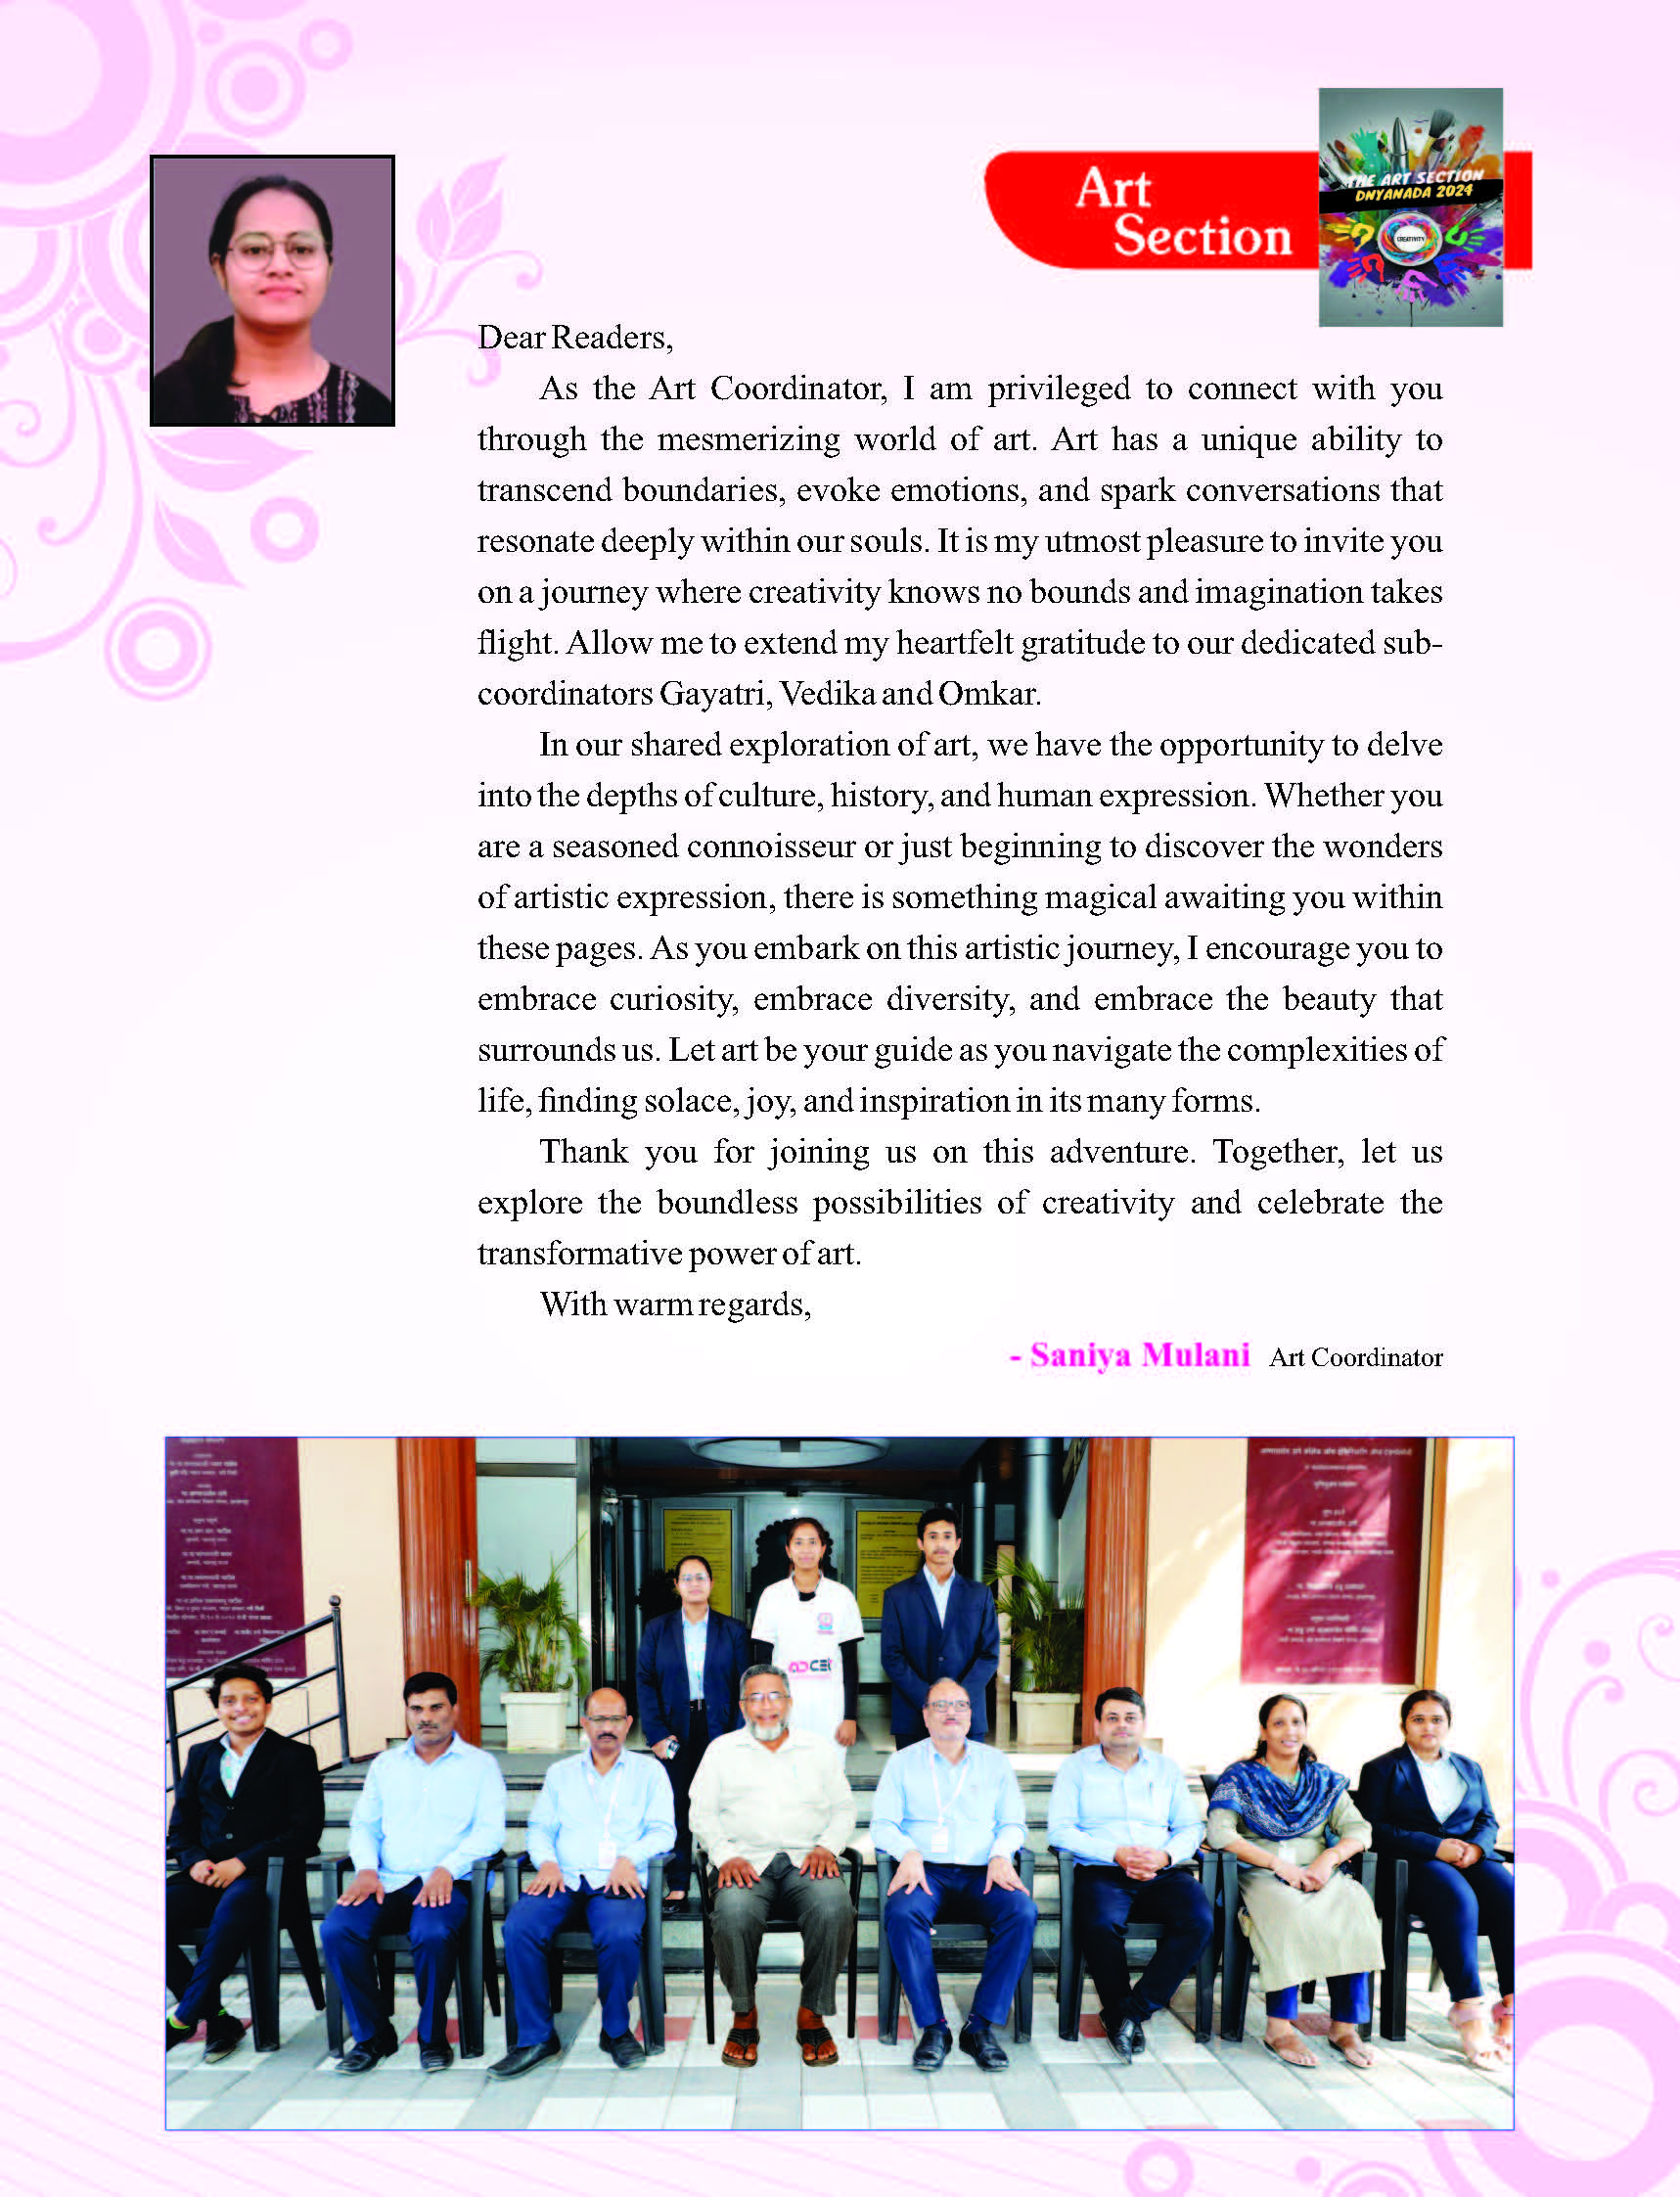 Art
Section
THE ART SECTION
DNYANADA 2024
CREATIVITY
Dear Readers,
As the Art Coordinator, I am privileged to connect with you
through the mesmerizing world of art. Art has a unique ability to
transcend boundaries, evoke emotions, and spark conversations that
resonate deeply within our souls. It is my utmost pleasure to invite you
on a journey where creativity knows no bounds and imagination takes
flight. Allow me to extend my heartfelt gratitude to our dedicated sub-
coordinators Gayatri, Vedika and Omkar.
In our shared exploration of art, we have the opportunity to delve
into the depths of culture, history, and human expression. Whether you
are a seasoned connoisseur or just beginning to discover the wonders
of artistic expression, there is something magical awaiting you within
these pages. As you embark on this artistic journey, I encourage you to
embrace curiosity, embrace diversity, and embrace the beauty that
surrounds us. Let art be your guide as you navigate the complexities of
life, finding solace, joy, and inspiration in its many forms.
Thank you for joining us on this adventure. Together, let us
explore the boundless possibilities of creativity and celebrate the
transformative power of art.
With warm regards,
- Saniya Mulani Art Coordinator